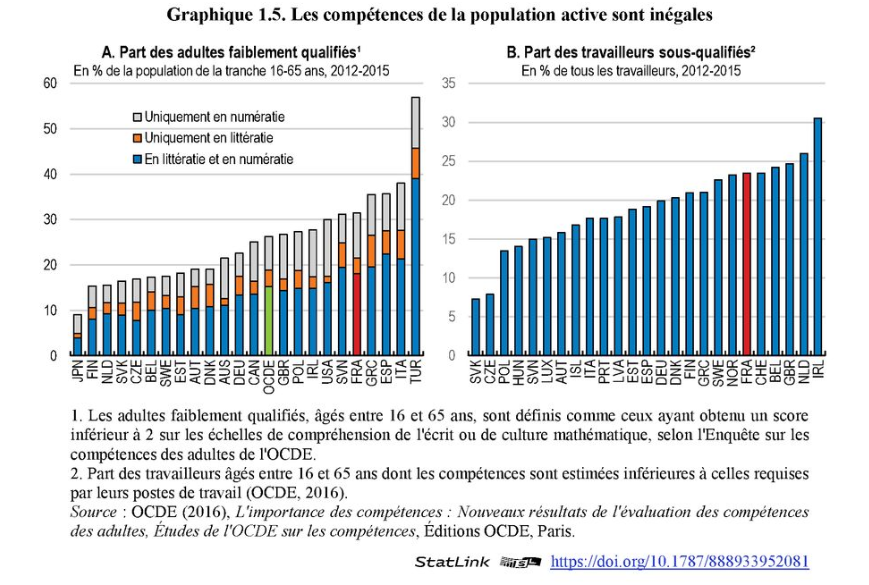 Graphique 1.5. Les compétences de la population active sont inégales
A. Part des adultes faiblement qualifiés¹
En % de la population de la tranche 16-65 ans, 2012-2015
60
50
40
30
20
10
0
Uniquement en numératie
Uniquement en littératie
En littératie et en numératie
JPN FIN NLD SVK CZE BEL SWE EST AUT DNK AUS DEU CAN OCDE GBR POL IRL USA SVN FRA GRC ESP ITA TUR
B. Part des travailleurs sous-qualifiés²
En % de tous les travailleurs, 2012-2015
35
30
25
20
15
10
5
0
SVK CZE POL HUN SVN LUX AUT ISL ITA PRT LVA EST ESP DEU DNK FIN GRC SWE NOR FRA CHE BEL GBR NLD IRL
1. Les adultes faiblement qualifiés, âgés entre 16 et 65 ans, sont définis comme ceux ayant obtenu un score
inférieur à 2 sur les échelles de compréhension de l'écrit ou de culture mathématique, selon l'Enquête sur les
compétences des adultes de l'OCDE.
2. Part des travailleurs âgés entre 16 et 65 ans dont les compétences sont estimées inférieures à celles requises
par leurs postes de travail (OCDE, 2016).
Source : OCDE (2016), L'importance des compétences : Nouveaux résultats de l'évaluation des compétences
des adultes, Études de l'OCDE sur les compétences, Éditions OCDE, Paris.
StatLink https://doi.org/10.1787/888933952081